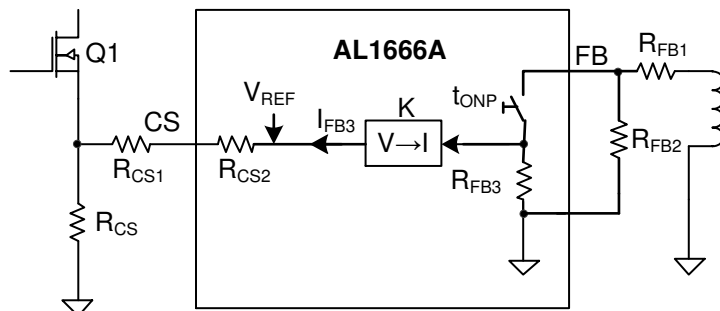 AL1666A
Q1
FB
RFB1
VREF
tONP
CS
IFB3
K
V→I
RFB2
RCS1
RCS2
RFB3
RCS